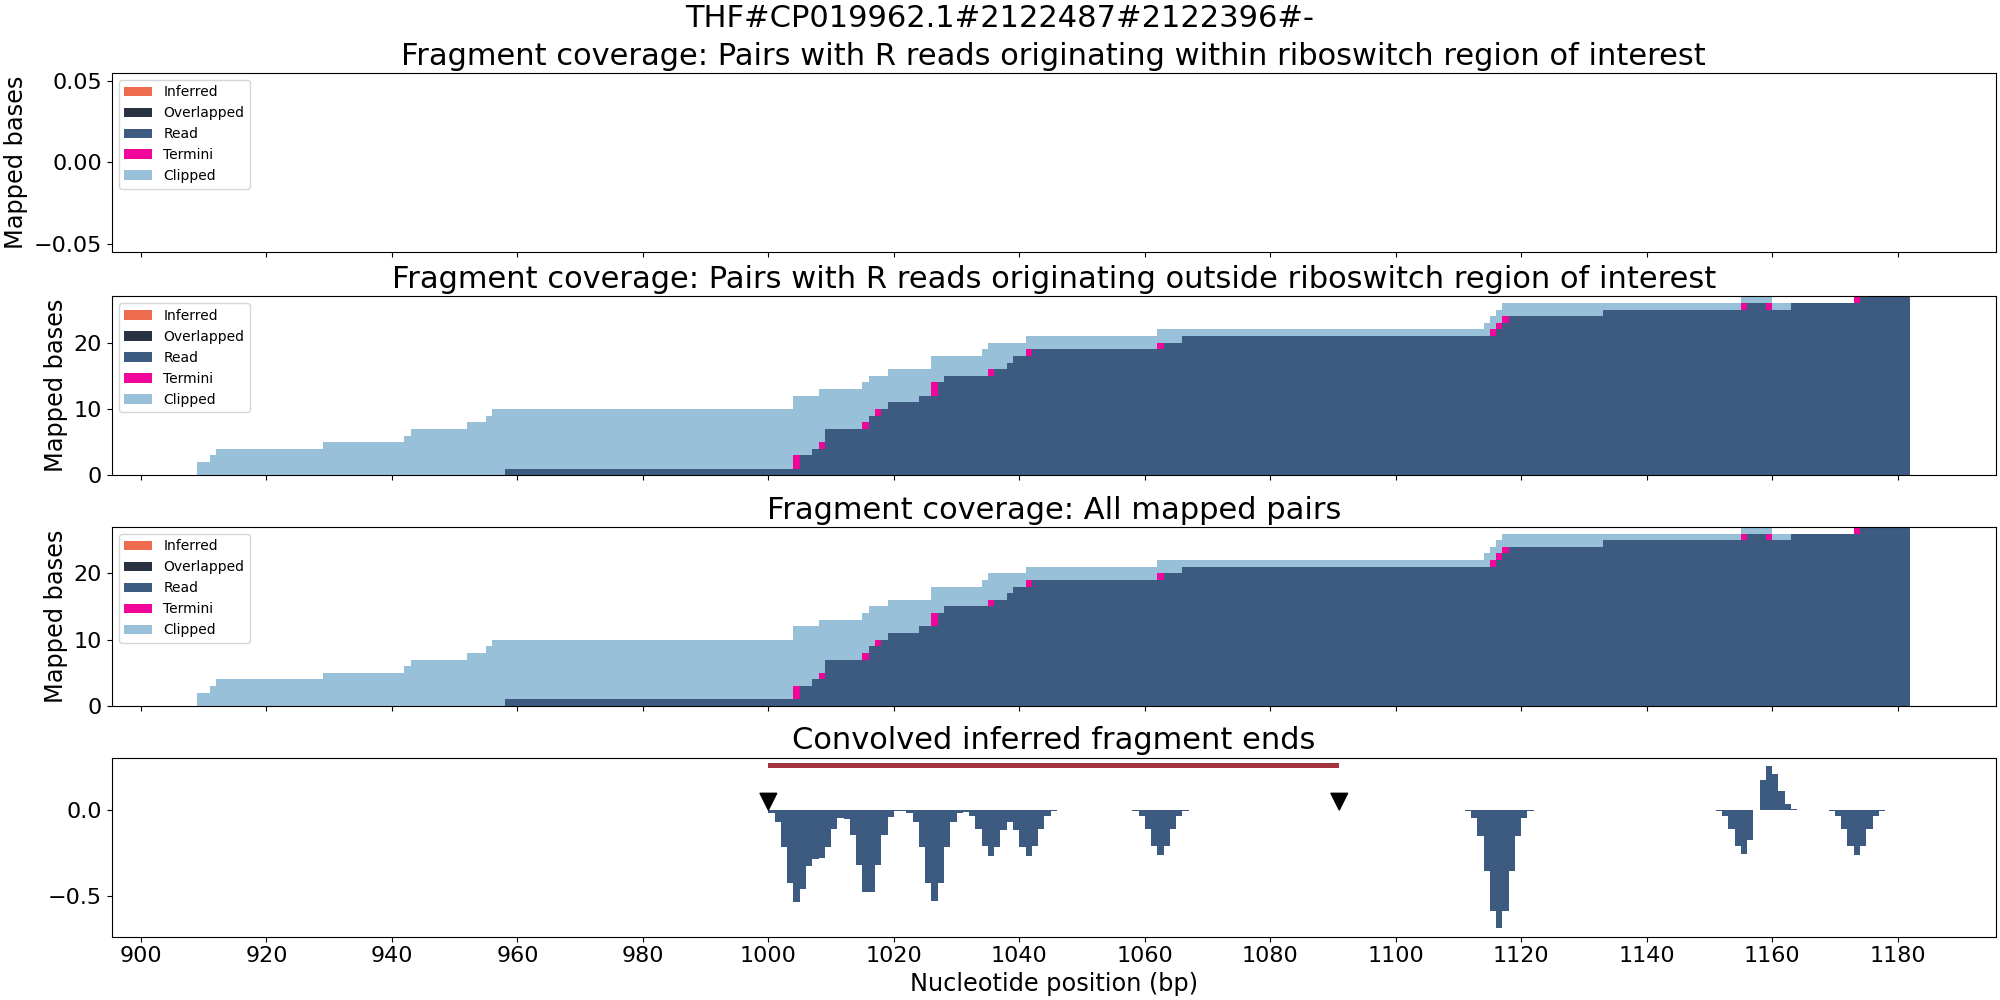 THF#CP019962.1#2122487#2122396#-
Fragment coverage: Pairs with R reads originating within riboswitch region of interest
Mapped bases
0.05
0.00
−0.05
Inferred
Overlapped
Read
Termini
Clipped
Fragment coverage: Pairs with R reads originating outside riboswitch region of interest
Mapped bases
20
10
0
Inferred
Overlapped
Read
Termini
Clipped
Fragment coverage: All mapped pairs
Mapped bases
20
10
0
Inferred
Overlapped
Read
Termini
Clipped
Convolved inferred fragment ends
0.0
−0.5
900 920 940 960 980 1000 1020 1040 1060 1080 1100 1120 1140 1160 1180
Nucleotide position (bp)